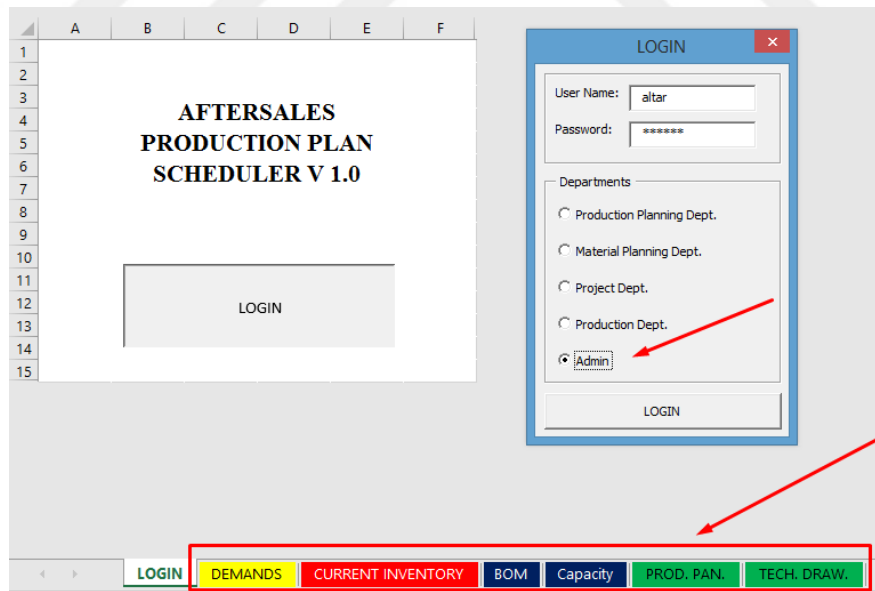 A B C D E F
1
2
3
4
5
6
7
8
9
10
11
12
13
14
15
AFTERSALES
PRODUCTION PLAN
SCHEDULER V 1.0
LOGIN
LOGIN
User Name: altar
Password: ******
Departments
Production Planning Dept.
Material Planning Dept.
Project Dept.
Production Dept.
Admin
LOGIN
LOGIN DEMANDS CURRENT INVENTORY BOM Capacity PROD. PAN. TECH. DRAW.